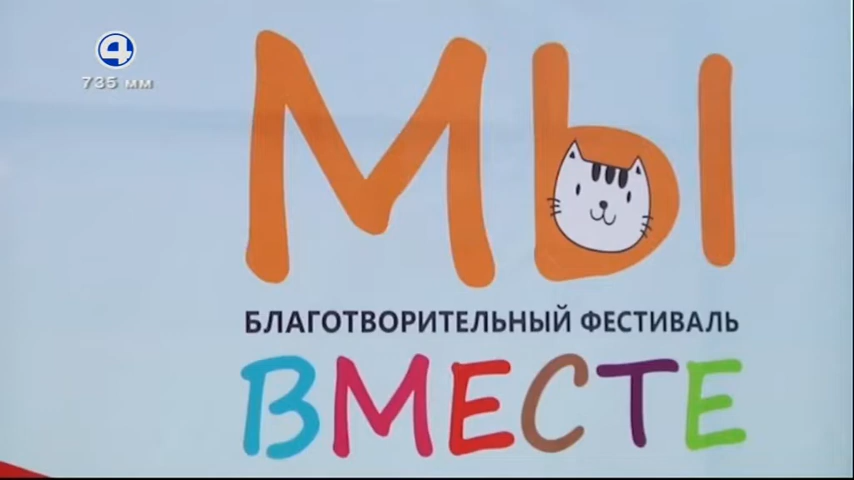 4
735 мм
МЫ
БЛАГОТВОРИТЕЛЬНЫЙ ФЕСТИВАЛЬ
ВМЕСТЕ